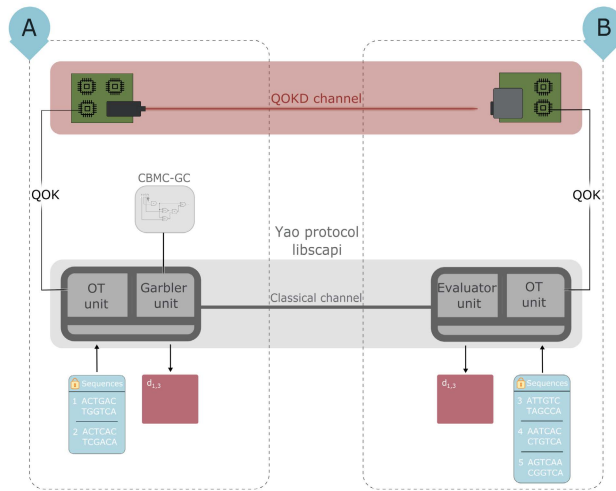 A
B
QOKD channel
QOK
QOK
CBMC-GC
Yao protocol
libscapi
OT
unit
Garbler
unit
Classical channel
Evaluator
unit
OT
unit
Sequences
1 ACTGAC
TGGTCA
2 ACTCAC
TCGACA
d1,3
d1,3
Sequences
3 ATTGTC
TAGCCA
4 AATCAC
CTGTCA
5 AGTCAA
CGGTCA